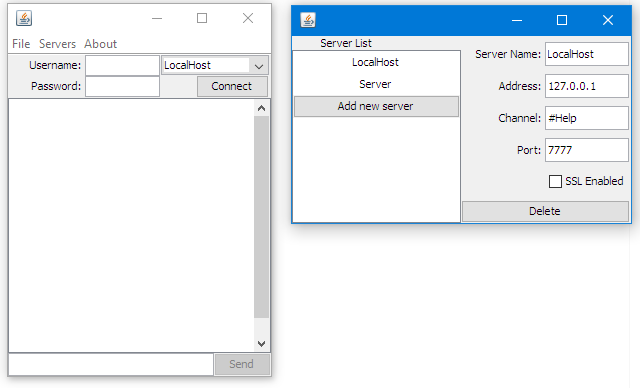 File Servers About
Username:
LocalHost
Password:
Connect
Send
Server List
LocalHost
Server
Add new server
Server Name: LocalHost
Address: 127.0.0.1
Channel: #Help
Port: 7777
SSL Enabled
Delete